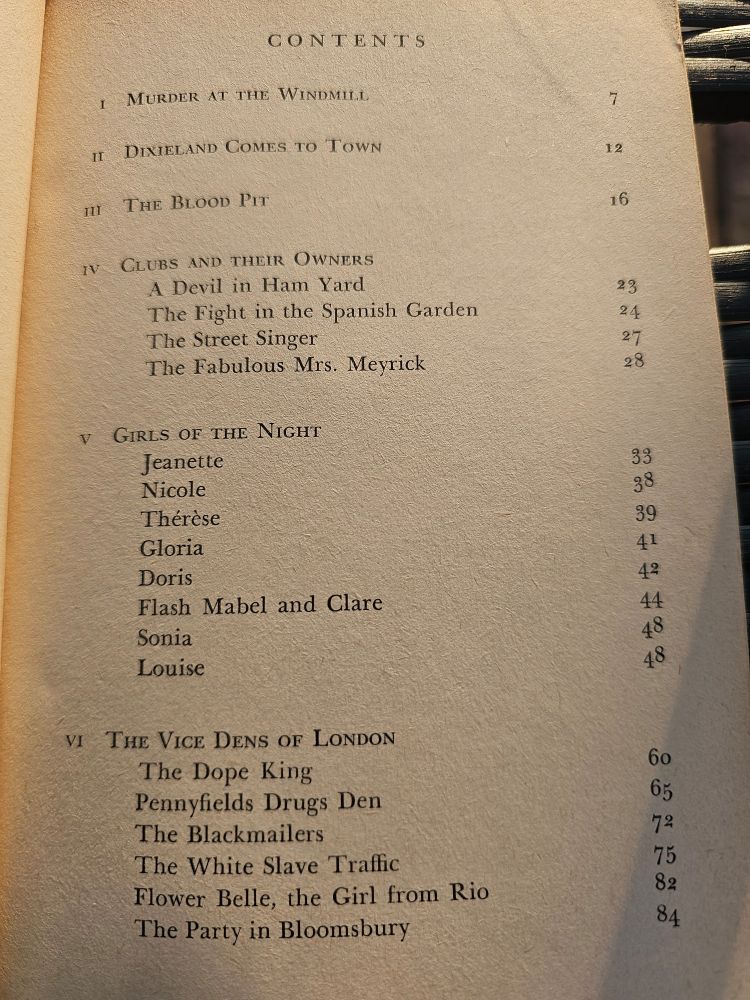 CONTENTS
I MURDER AT THE WINDMILL 7
II DIXIELAND COMES TO TOWN 12
III THE BLOOD PIT 16
IV CLUBS AND THEIR OWNERS
A Devil in Ham Yard 23
The Fight in the Spanish Garden 24
The Street Singer 27
The Fabulous Mrs. Meyrick 28
V GIRLS OF THE NIGHT
Jeanette 33
Nicole 38
Thérèse 39
Gloria 41
Doris 42
Flash Mabel and Clare 44
Sonia 48
Louise 48
VI THE VICE DENS OF LONDON
The Dope King 60
Pennyfields Drugs Den 65
The Blackmailers 72
The White Slave Traffic 75
Flower Belle, the Girl from Rio 82
The Party in Bloomsbury 84